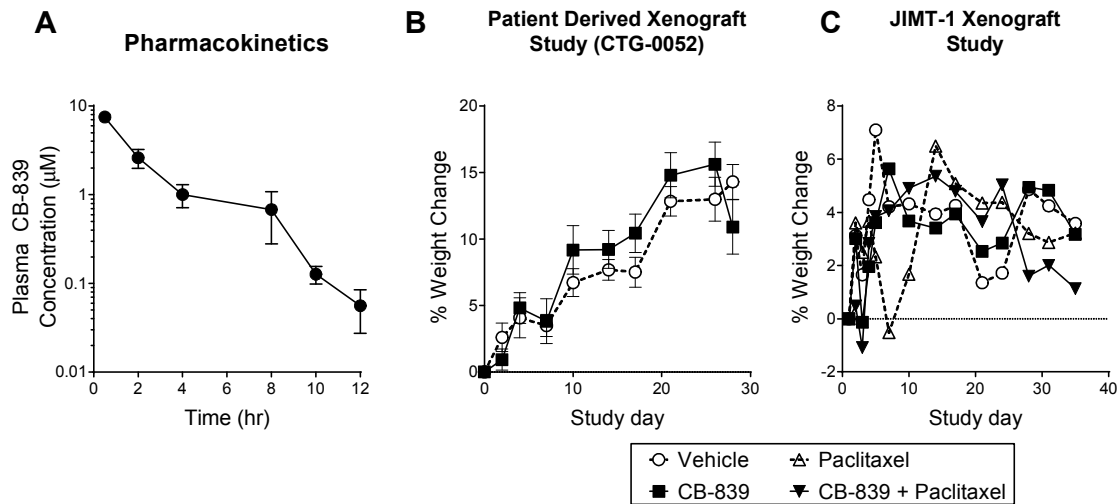 A
Pharmacokinetics
Plasma CB-839
Concentration (μM)
10
1
0.1
0.01
0 2 4 6 8 10 12
Time (hr)
B
Patient Derived Xenograft
Study (CTG-0052)
% Weight Change
20
15
10
5
0
0 10 20 30
Study day
C
JIMT-1 Xenograft
Study
% Weight Change
8
6
4
2
0
-2
0 10 20 30 40
Study day
Vehicle Paclitaxel
CB-839 CB-839 + Paclitaxel